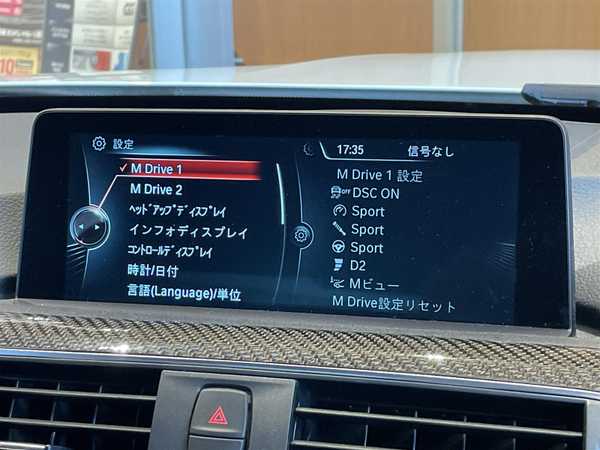 設定
✓ M Drive 1
M Drive 2
ﾍｯﾄﾞｱｯﾌﾟﾃﾞｨｽﾌﾟﾚｲ
インフォディスプレイ
ｺﾝﾄﾛｰﾙﾃﾞｨｽﾌﾟﾚｲ
時計/日付
言語(Language)/単位
17:35 信号なし
M Drive 1 設定
OFF DSC ON
Sport
Sport
Sport
D2
Mビュー
M Drive設定リセット